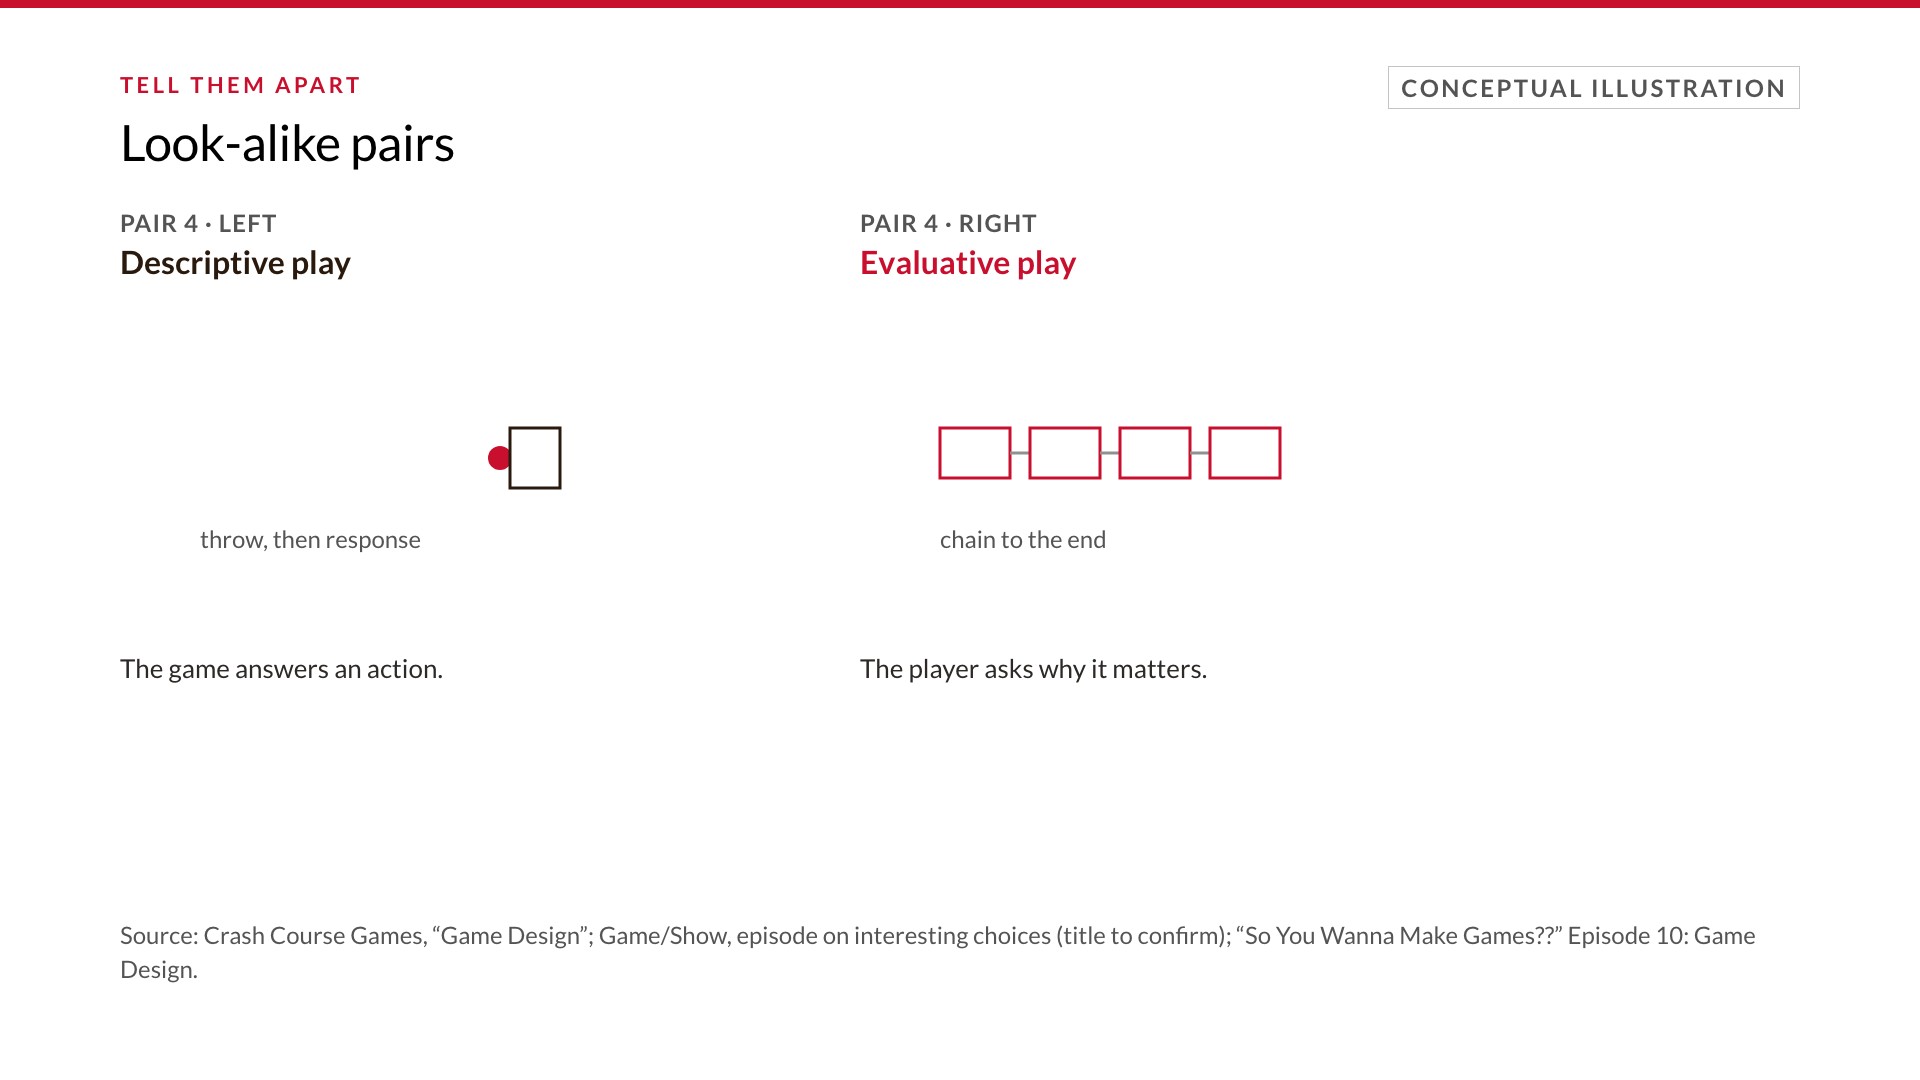 TELL THEM APART
CONCEPTUAL ILLUSTRATION
Look-alike pairs
PAIR 4 · LEFT
Descriptive play
PAIR 4 · RIGHT
Evaluative play
throw, then response
chain to the end
The game answers an action.
The player asks why it matters.
Source: Crash Course Games, “Game Design”; Game/Show, episode on interesting choices (title to confirm); “So You Wanna Make Games??” Episode 10: Game
Design.